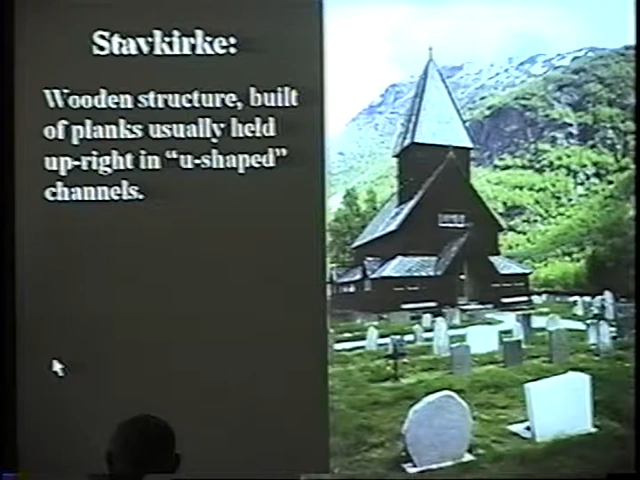 Stavkirke:
Wooden structure, built
of planks usually held
up-right in “u-shaped”
channels.